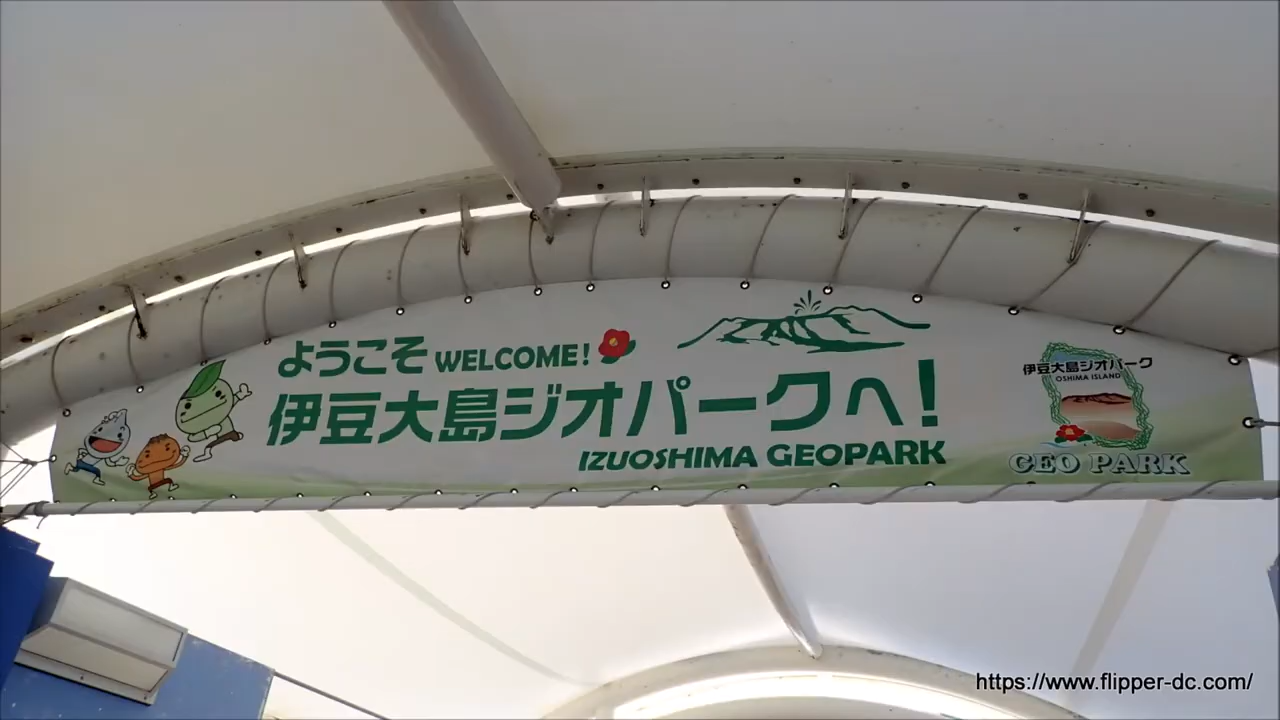 ようこそ WELCOME!
伊豆大島ジオパークへ!
IZUOSHIMA GEOPARK
伊豆大島ジオパーク
OSHIMA ISLAND
GEO PARK
https://www.flipper-dc.com/